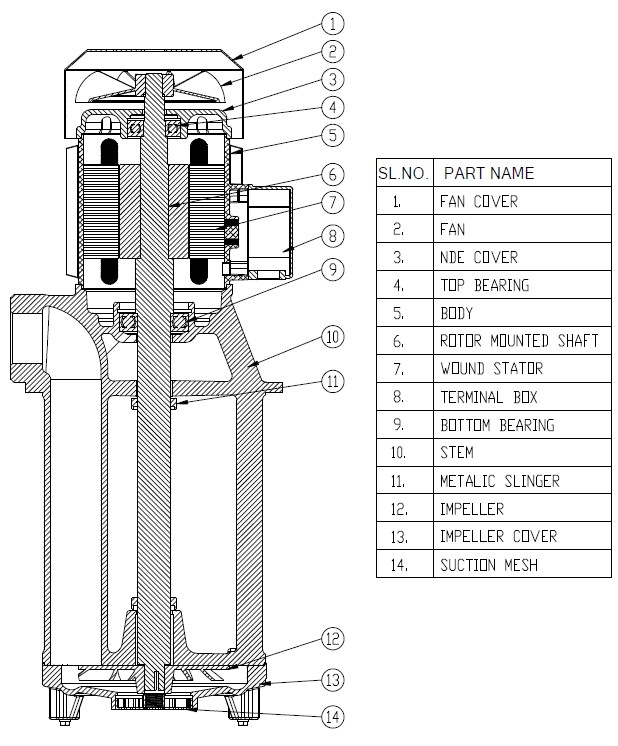 1
2
3
4
5
6
7
8
9
10
11
12
13
14
SL.NO. PART NAME
1. FAN COVER
2. FAN
3. NDE COVER
4. TOP BEARING
5. BODY
6. ROTOR MOUNTED SHAFT
7. WOUND STATOR
8. TERMINAL BOX
9. BOTTOM BEARING
10. STEM
11. METALIC SLINGER
12. IMPELLER
13. IMPELLER COVER
14. SUCTION MESH